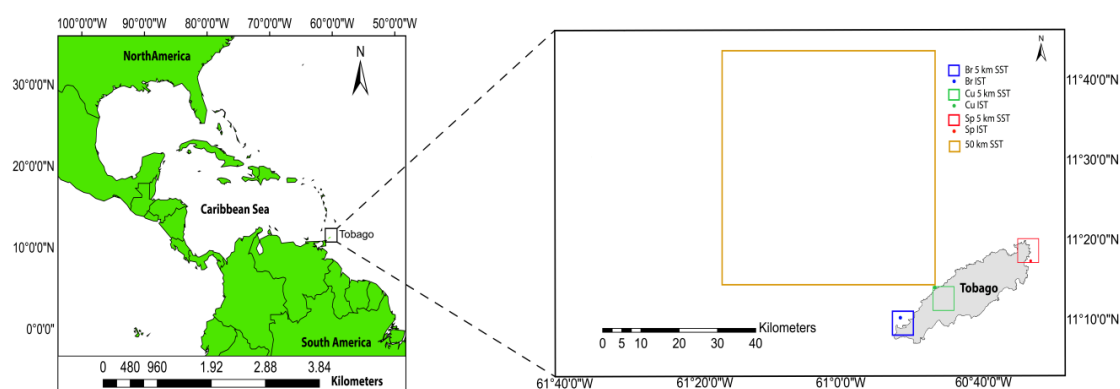 100°0'0"W 90°0'0"W 80°0'0"W 70°0'0"W 60°0'0"W 50°0'0"W
NorthAmerica
N
30°0'0"N
20°0'0"N
Caribbean Sea
Tobago
10°0'0"N
0°0'0"N
South America
0 480 960 1.92 2.88 3.84
Kilometers
N
Br 5 km SST
Br IST
Cu 5 km SST
Cu IST
Sp 5 km SST
Sp IST
50 km SST
11°40'0"N
11°30'0"N
11°20'0"N
Tobago
11°10'0"N
Kilometers
0 5 10 20 30 40
61°40'0"W 61°20'0"W 61°0'0"W 60°40'0"W